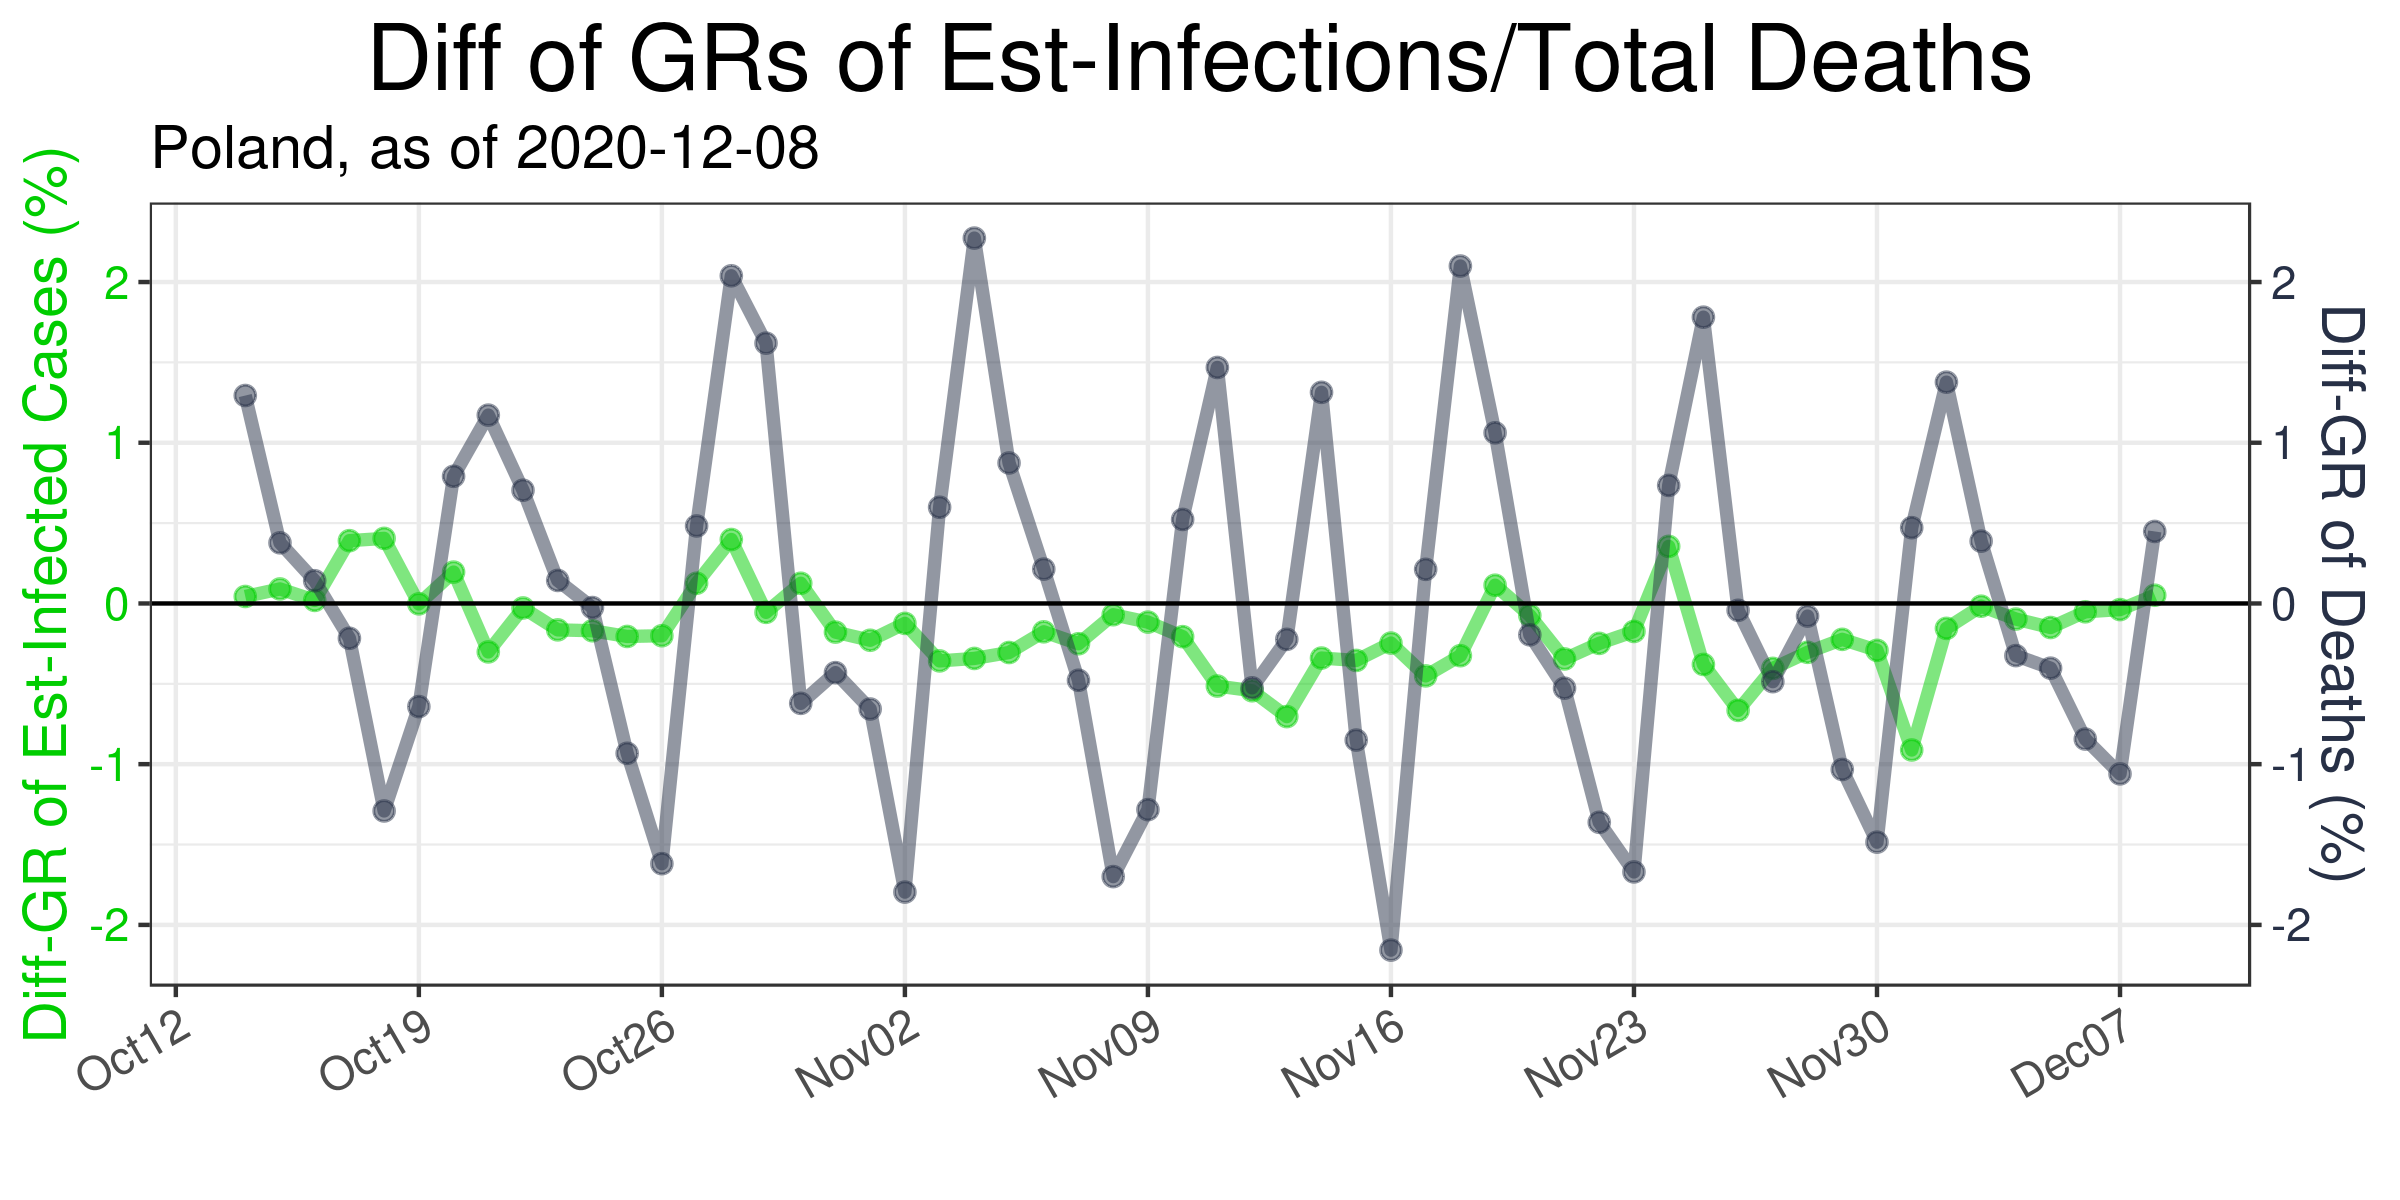 Diff of GRs of Est-Infections/Total Deaths
Poland, as of 2020-12-08
Diff-GR of Est-Infected Cases (%)
2
1
0
-1
-2
2
1
0
-1
-2
Diff-GR of Deaths (%)
Oct12
Oct19
Oct26
Nov02
Nov09
Nov16
Nov23
Nov30
Dec07